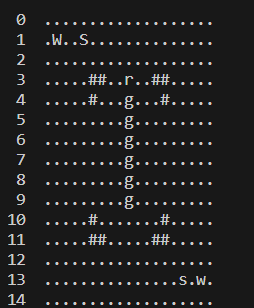 0 ...................
1 .W..S..............
2 ...................
3 .....##..r..##.....
4 .....#...g...#.....
5 .........g.........
6 .........g.........
7 .........g.........
8 .........g.........
9 .........g.........
10 .....#.......#.....
11 .....##.....##.....
12 ...................
13 ...............s.w.
14 ...................